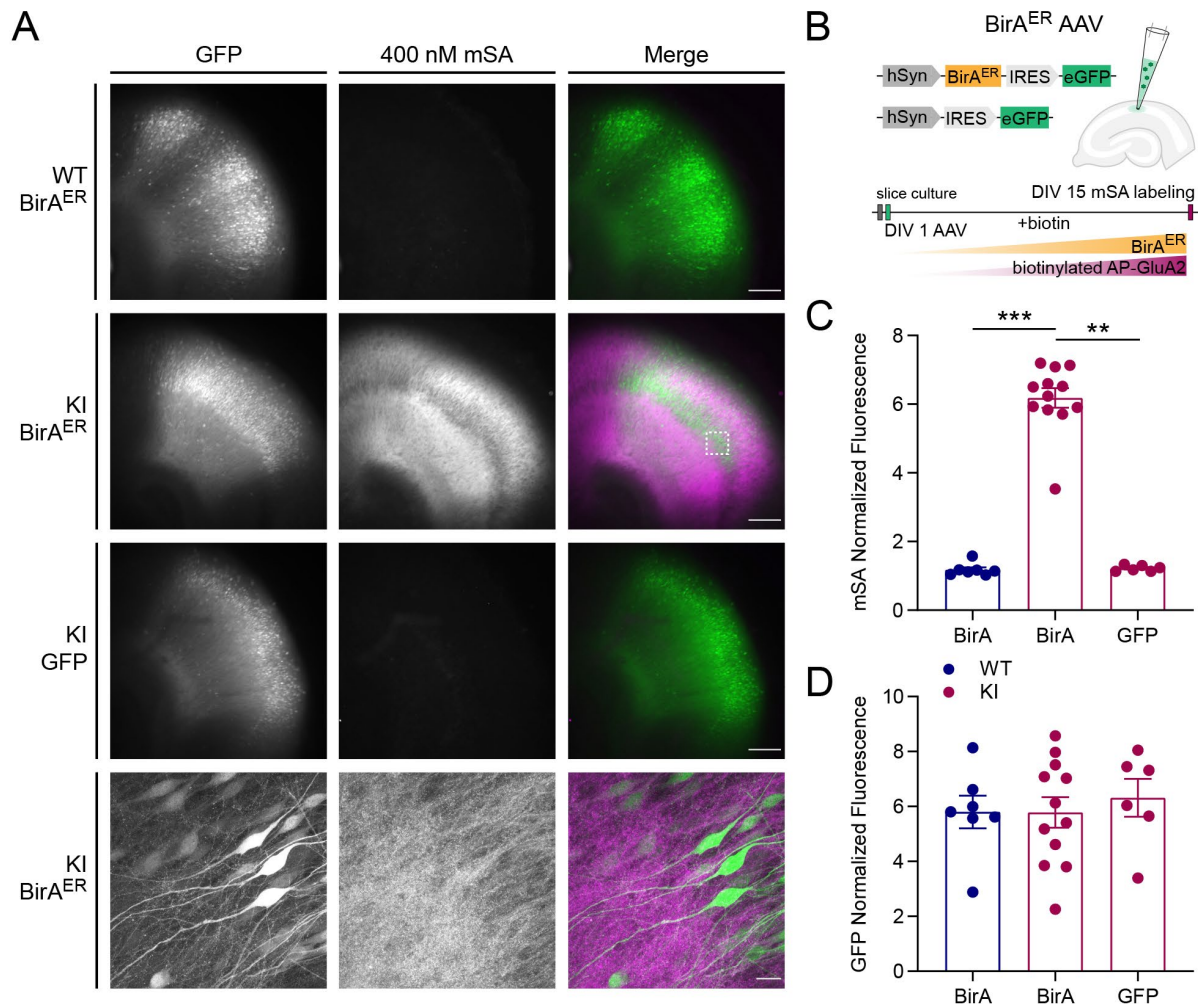 A
GFP
400 nM mSA
Merge
WT
BirA^ER
KI
BirA^ER
KI
GFP
KI
BirA^ER
B
BirA^ER AAV
hSyn BirA^ER IRES eGFP
hSyn IRES eGFP
slice culture
DIV 15 mSA labeling
DIV 1 AAV
+biotin
BirA^ER
biotinylated AP-GluA2
C
mSA Normalized Fluorescence
8
6
4
2
0
***
**
BirA
BirA
GFP
WT
KI
D
GFP Normalized Fluorescence
10
8
6
4
2
0
BirA
BirA
GFP